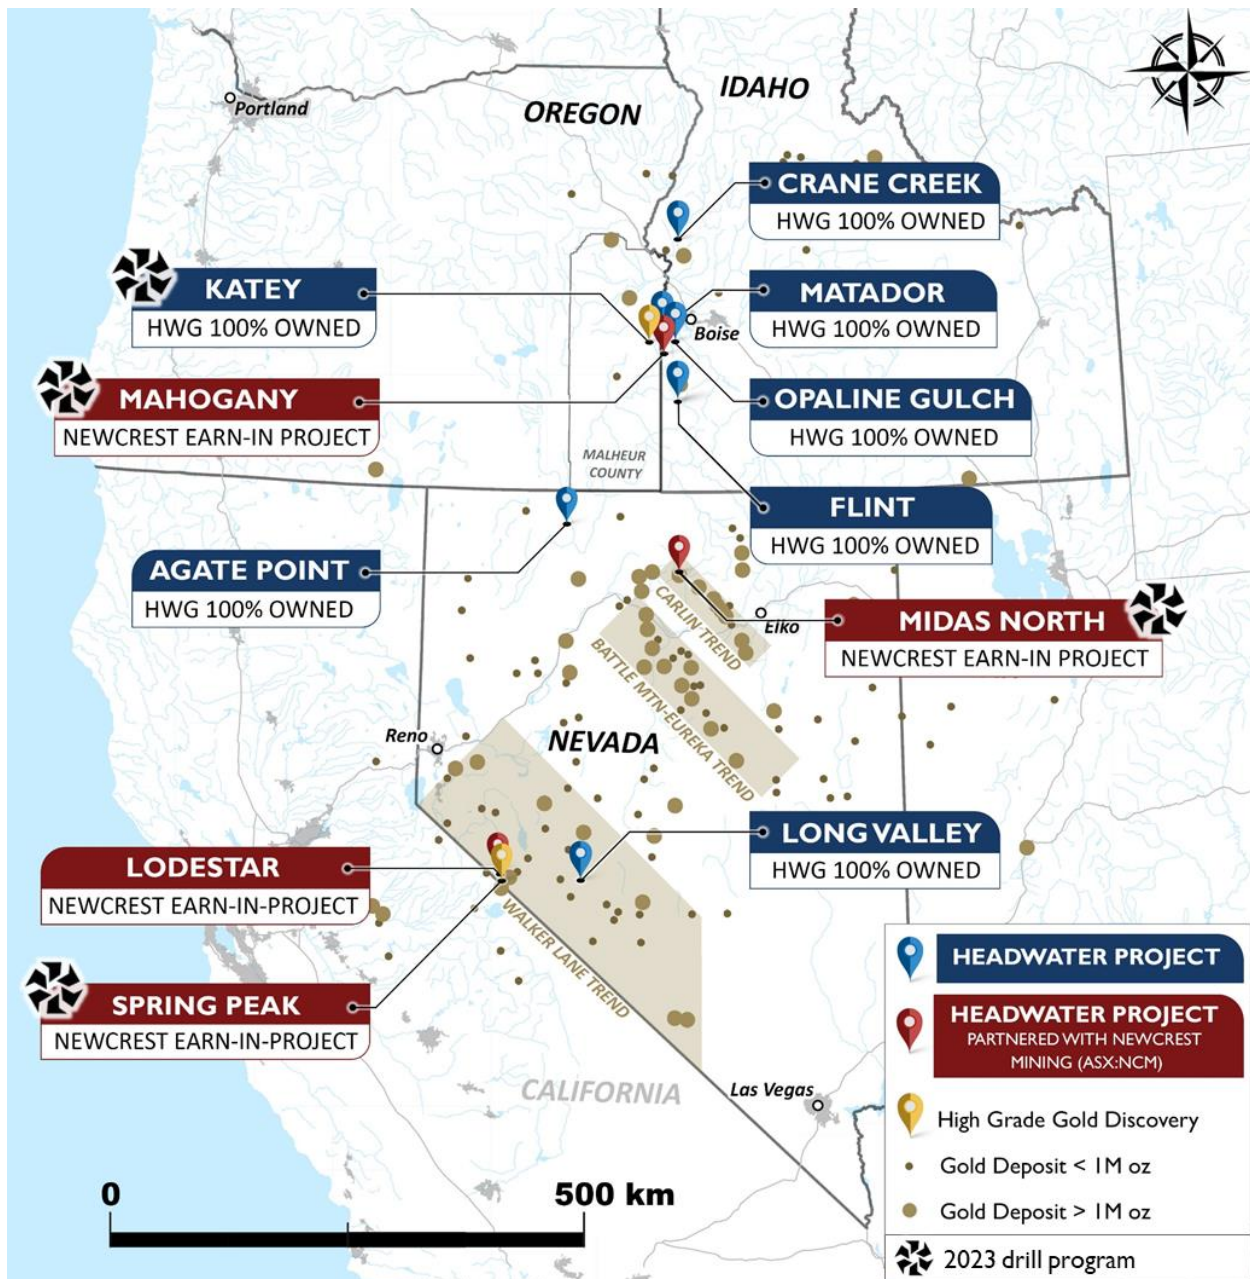 IDAHO
OREGON
Portland
CRANE CREEK
HWG 100% OWNED
KATEY
HWG 100% OWNED
MATADOR
HWG 100% OWNED
Boise
MAHOGANY
NEWCREST EARN-IN PROJECT
OPALINE GULCH
HWG 100% OWNED
MALHEUR
COUNTY
FLINT
HWG 100% OWNED
AGATE POINT
HWG 100% OWNED
CARLIN TREND
Elko
MIDAS NORTH
NEWCREST EARN-IN PROJECT
BATTLE MTN-EUREKA TREND
Reno
NEVADA
LONG VALLEY
HWG 100% OWNED
LODESTAR
NEWCREST EARN-IN-PROJECT
WALKER LANE TREND
SPRING PEAK
NEWCREST EARN-IN-PROJECT
CALIFORNIA
Las Vegas
0
500 km
HEADWATER PROJECT
HEADWATER PROJECT
PARTNERED WITH NEWCREST
MINING (ASX:NCM)
High Grade Gold Discovery
Gold Deposit < 1M oz
Gold Deposit > 1M oz
2023 drill program